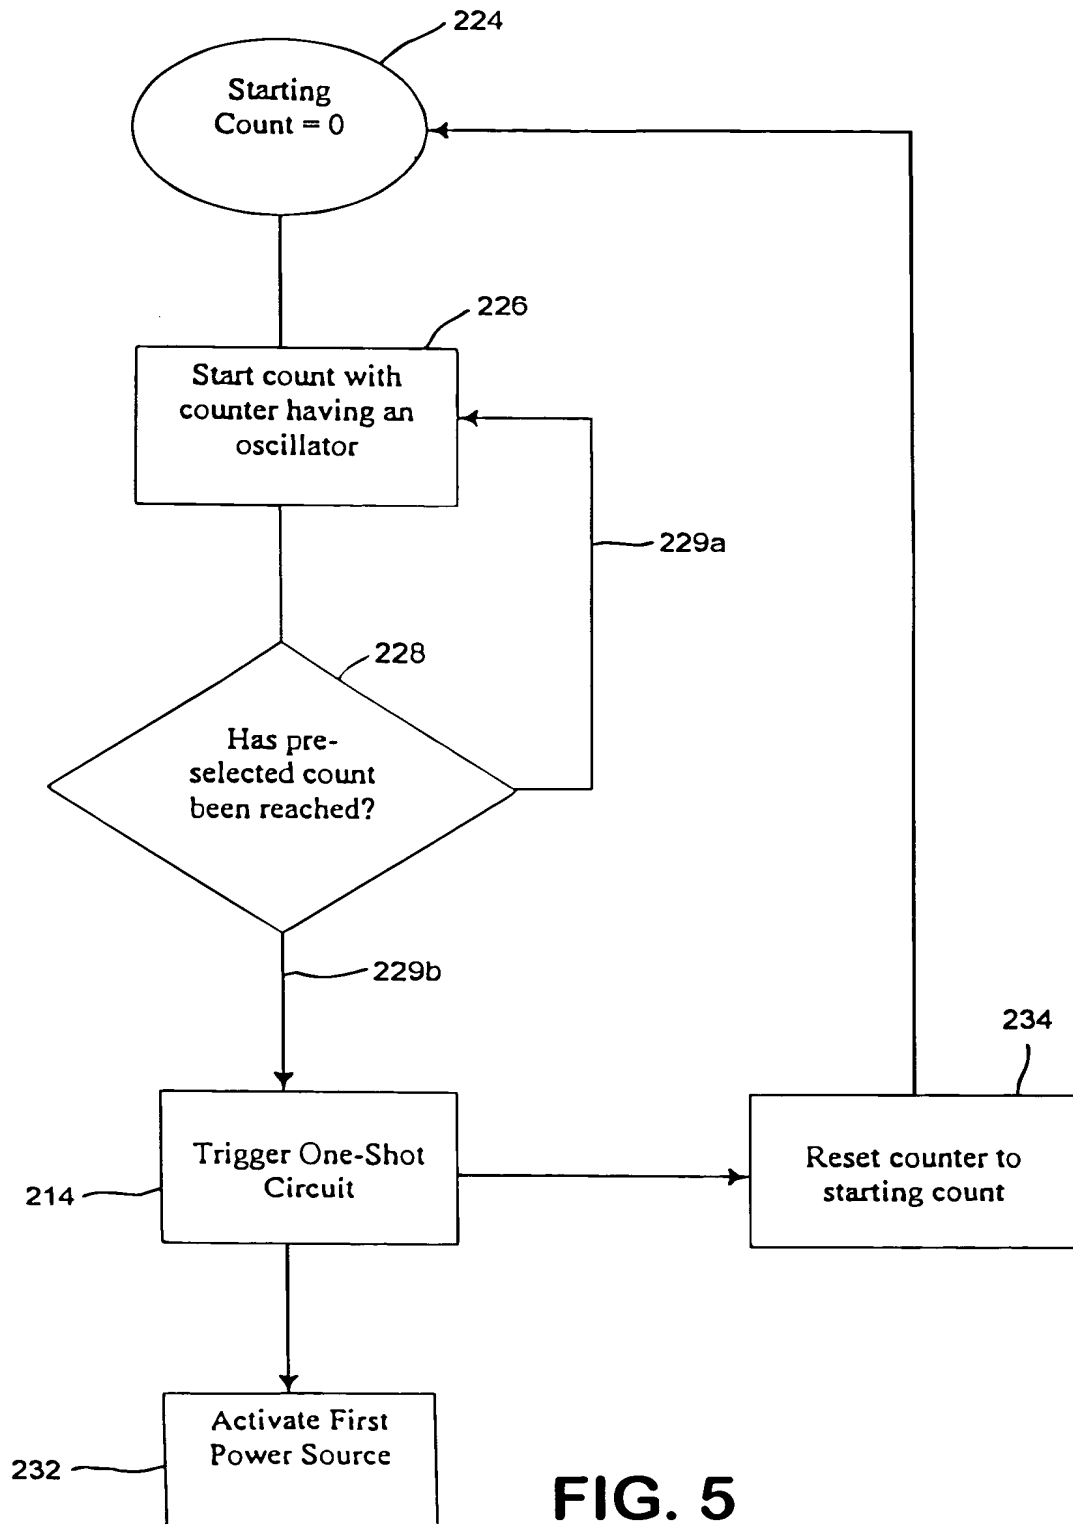 224
Starting
Count = 0
226
Start count with
counter having an
oscillator
229a
228
Has pre-
selected count
been reached?
229b
234
Trigger One-Shot
Circuit
214
Reset counter to
starting count
Activate First
Power Source
232
FIG. 5